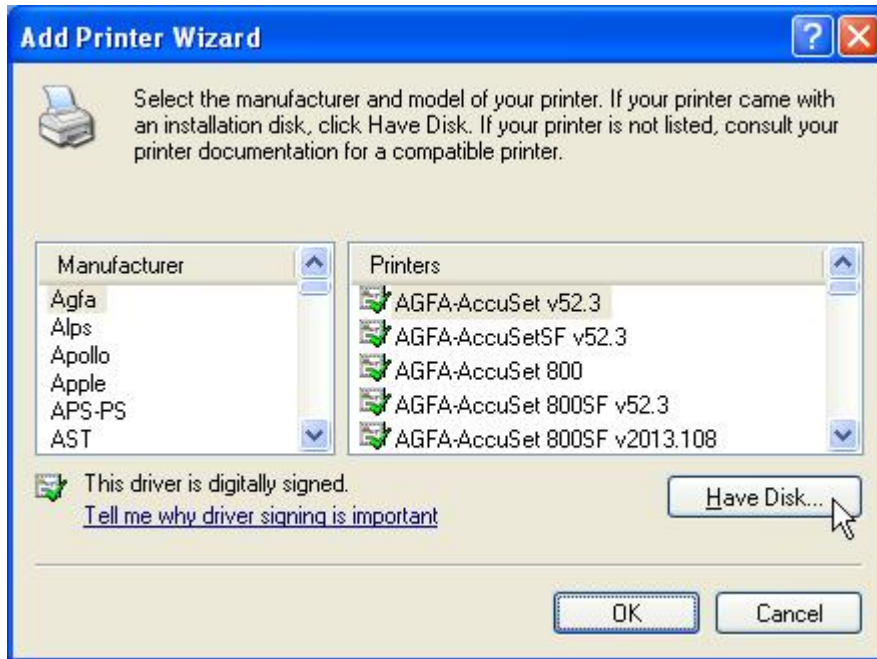 Add Printer Wizard
Select the manufacturer and model of your printer. If your printer came with
an installation disk, click Have Disk. If your printer is not listed, consult your
printer documentation for a compatible printer.
Manufacturer
Agfa
Alps
Apollo
Apple
APS-PS
AST
Printers
AGFA-AccuSet v52.3
AGFA-AccuSetSF v52.3
AGFA-AccuSet 800
AGFA-AccuSet 800SF v52.3
AGFA-AccuSet 800SF v2013.108
This driver is digitally signed.
Tell me why driver signing is important
Have Disk...
OK
Cancel